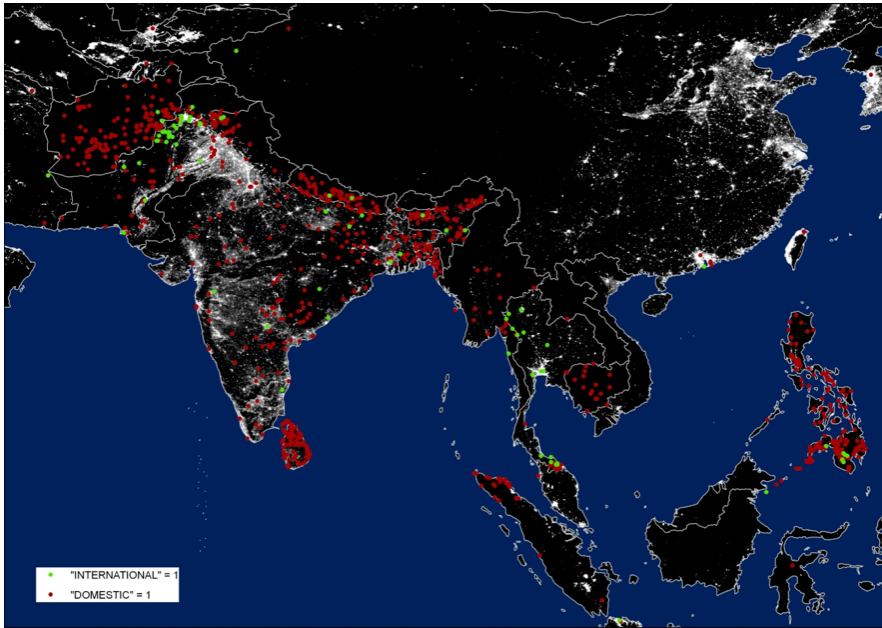 "INTERNATIONAL" = 1
"DOMESTIC" = 1